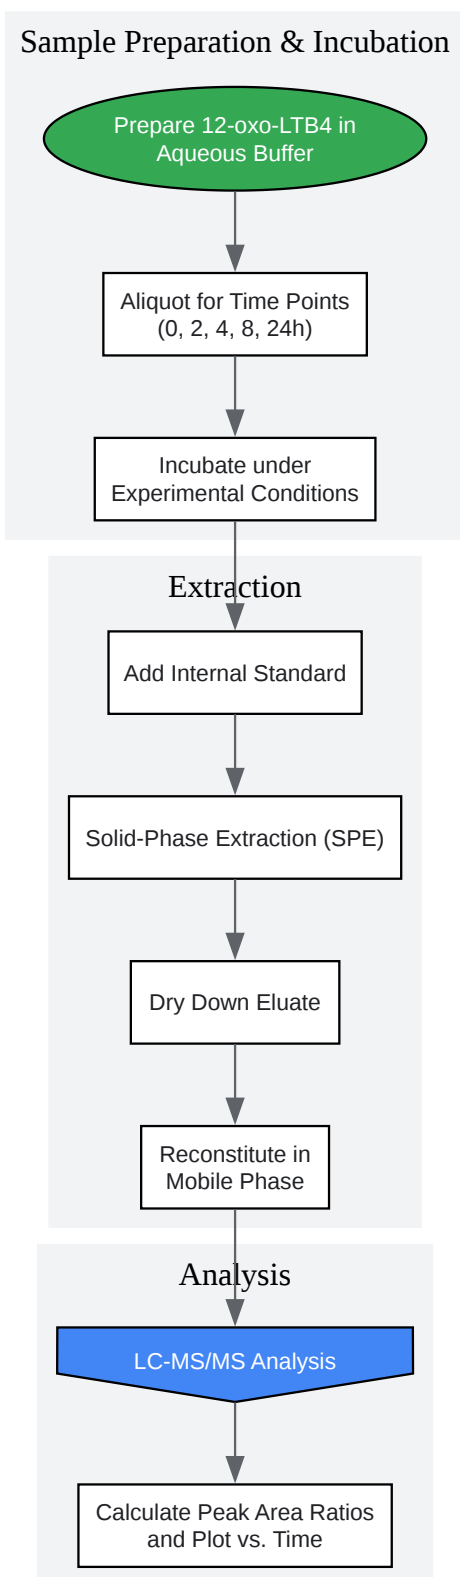 Sample Preparation & Incubation
Prepare 12-oxo-LTB4 in
Aqueous Buffer
Aliquot for Time Points
(0, 2, 4, 8, 24h)
Incubate under
Experimental Conditions
Extraction
Add Internal Standard
Solid-Phase Extraction (SPE)
Dry Down Eluate
Reconstitute in
Mobile Phase
Analysis
LC-MS/MS Analysis
Calculate Peak Area Ratios
and Plot vs. Time